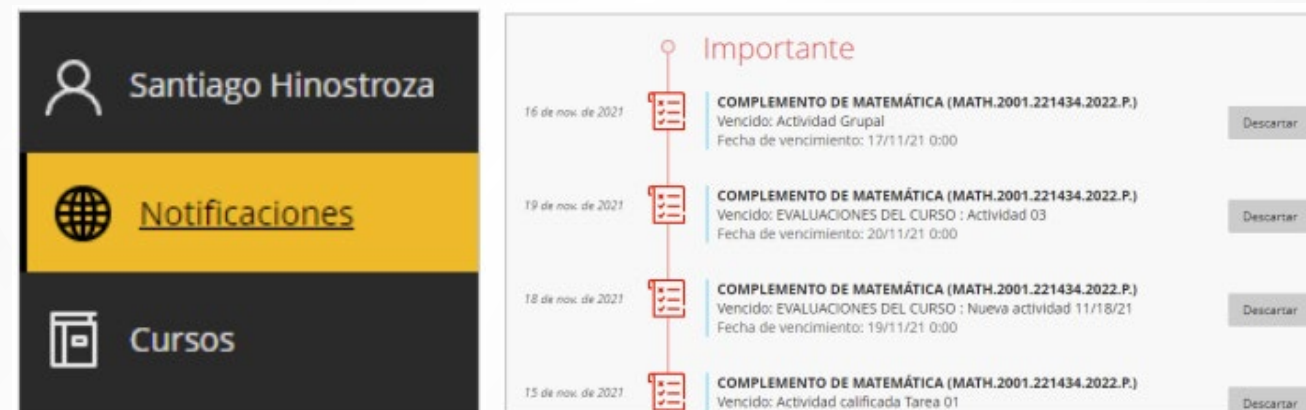 Santiago Hinostroza
Notificaciones
Cursos
Importante
16 de nov. de 2021
COMPLEMENTO DE MATEMÁTICA (MATH.2001.221434.2022.P.)
Vencido: Actividad Grupal
Fecha de vencimiento: 17/11/21 0:00
Descartar
19 de nov. de 2021
COMPLEMENTO DE MATEMÁTICA (MATH.2001.221434.2022.P.)
Vencido: EVALUACIONES DEL CURSO : Actividad 03
Fecha de vencimiento: 20/11/21 0:00
Descartar
18 de nov. de 2021
COMPLEMENTO DE MATEMÁTICA (MATH.2001.221434.2022.P.)
Vencido: EVALUACIONES DEL CURSO : Nueva actividad 11/18/21
Fecha de vencimiento: 19/11/21 0:00
Descartar
15 de nov. de 2021
COMPLEMENTO DE MATEMÁTICA (MATH.2001.221434.2022.P.)
Vencido: Actividad calificada Tarea 01
Descartar